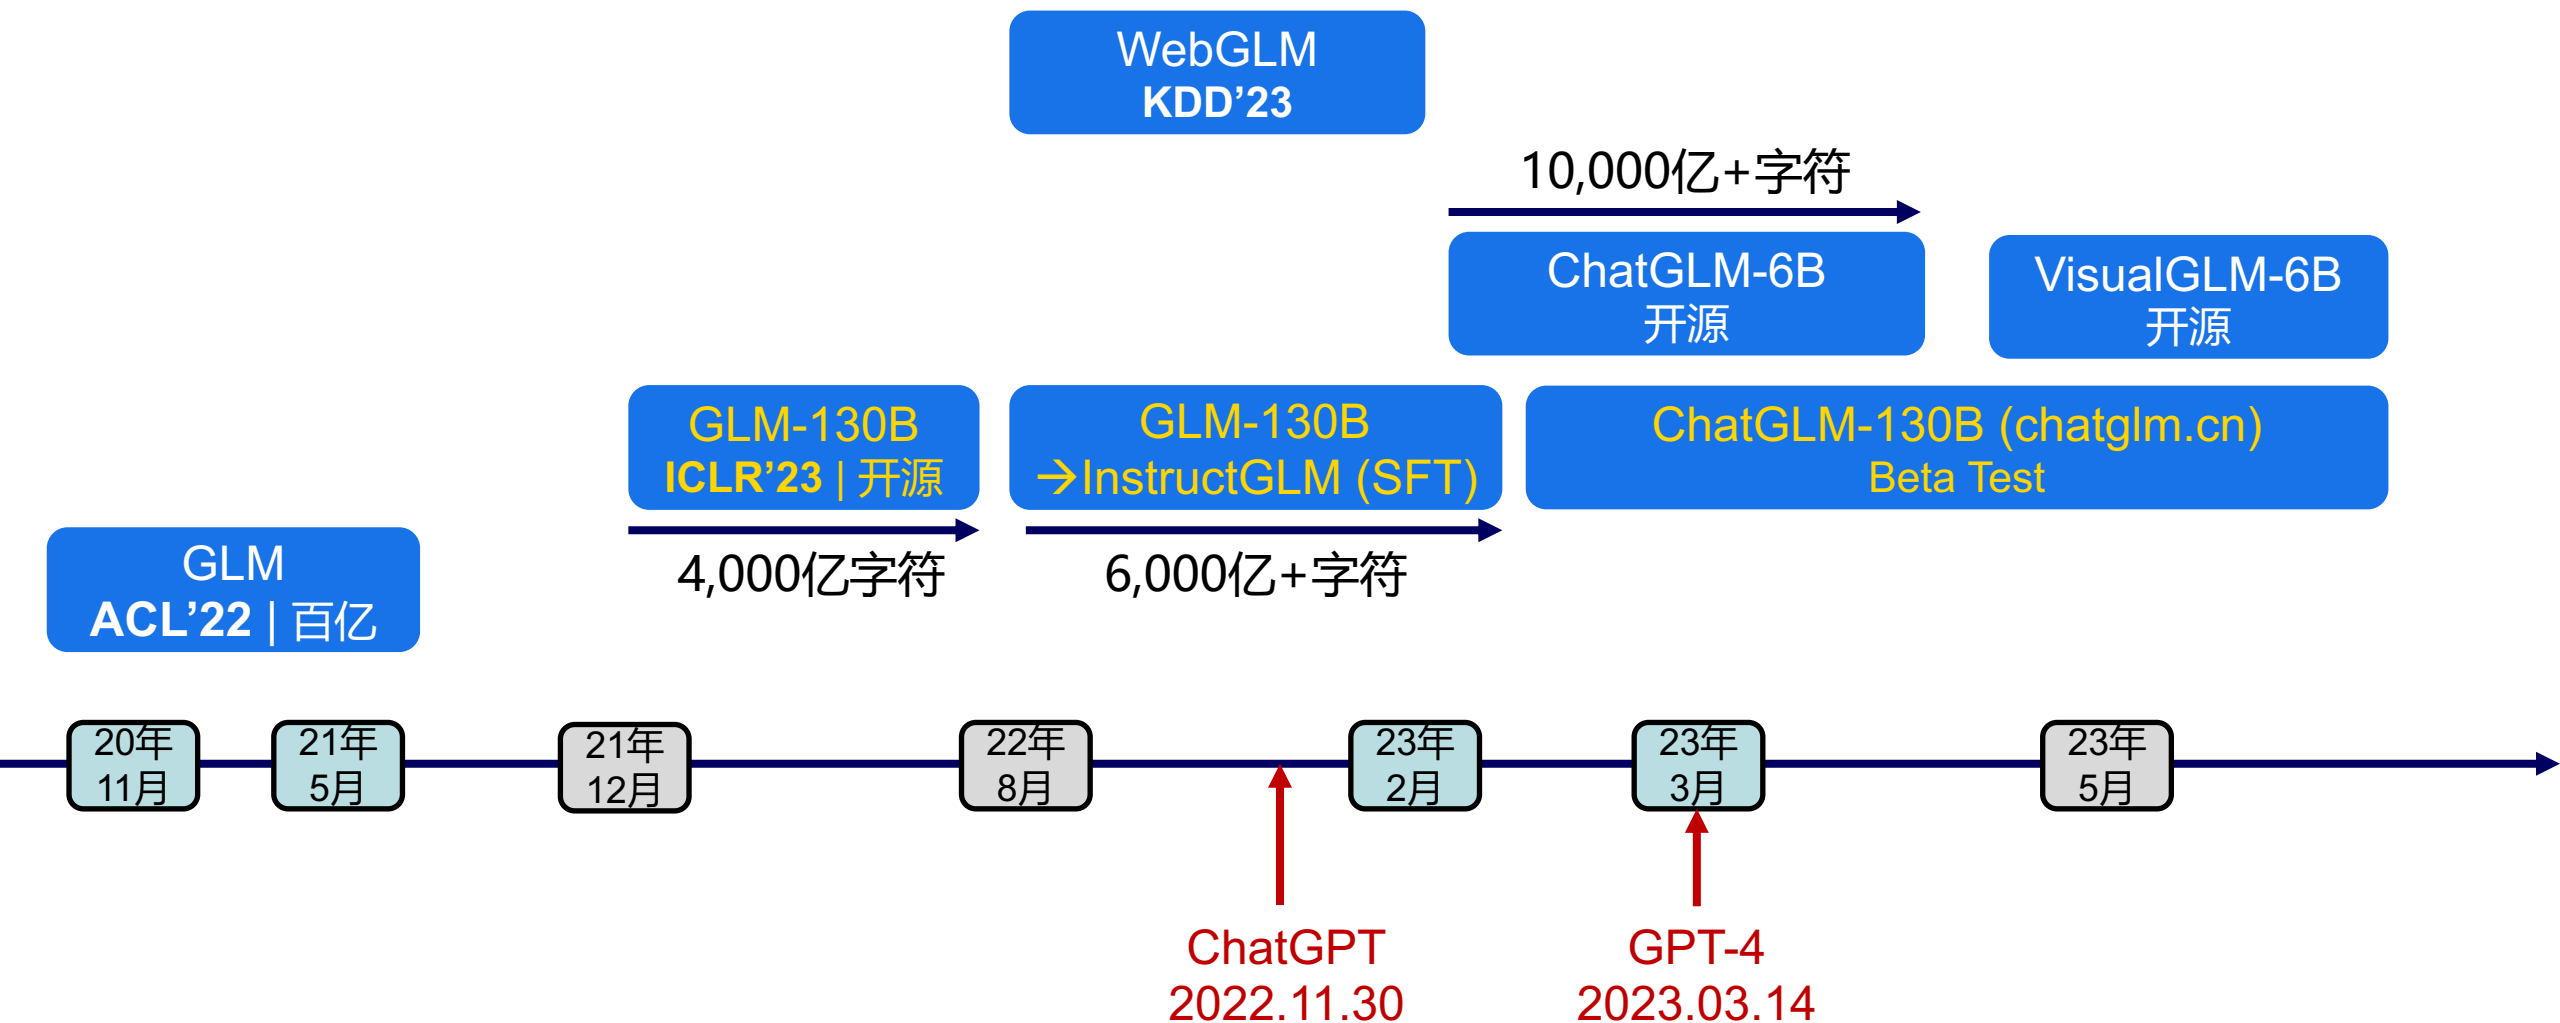 WebGLM
KDD’23
10,000亿+字符
ChatGLM-6B
开源
VisualGLM-6B
开源
GLM-130B
ICLR’23 | 开源
GLM-130B
→InstructGLM (SFT)
ChatGLM-130B (chatglm.cn)
Beta Test
4,000亿字符
6,000亿+字符
GLM
ACL’22 | 百亿
20年
11月
21年
5月
21年
12月
22年
8月
23年
2月
23年
3月
23年
5月
ChatGPT
2022.11.30
GPT-4
2023.03.14